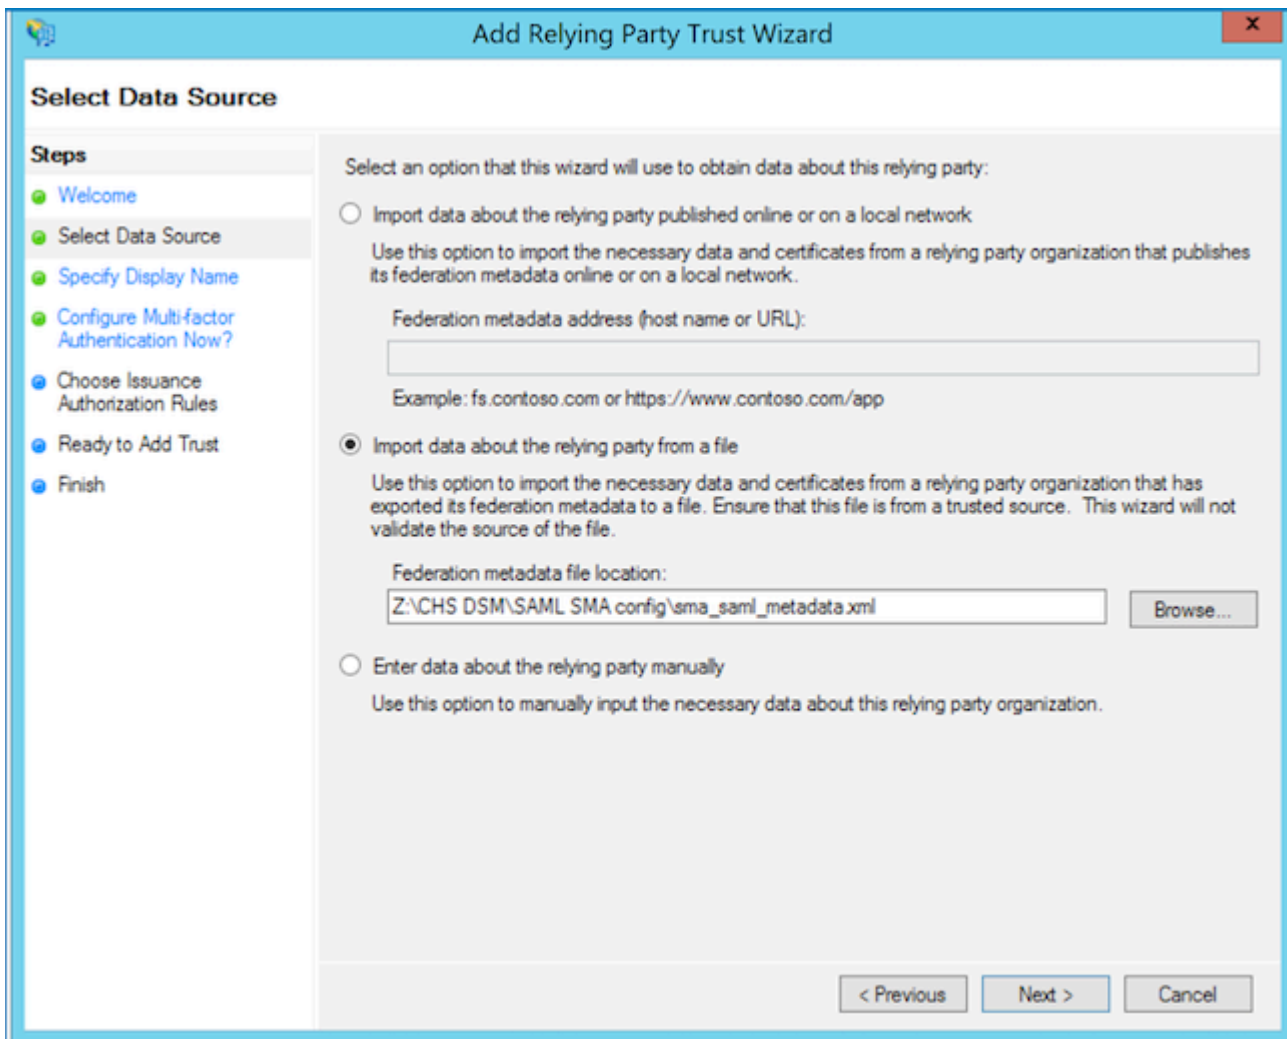 Add Relying Party Trust Wizard
x
Select Data Source
Steps
Welcome
Select Data Source
Specify Display Name
Configure Multi-factor
Authentication Now?
Choose Issuance
Authorization Rules
Ready to Add Trust
Finish
Select an option that this wizard will use to obtain data about this relying party:
Import data about the relying party published online or on a local network
Use this option to import the necessary data and certificates from a relying party organization that publishes
its federation metadata online or on a local network.
Federation metadata address (host name or URL):
Example: fs.contoso.com or https://www.contoso.com/app
Import data about the relying party from a file
Use this option to import the necessary data and certificates from a relying party organization that has
exported its federation metadata to a file. Ensure that this file is from a trusted source.  This wizard will not
validate the source of the file.
Federation metadata file location:
Z:\CHS DSM\SAML SMA config\sma_saml_metadata.xml
Browse...
Enter data about the relying party manually
Use this option to manually input the necessary data about this relying party organization.
< Previous
Next >
Cancel